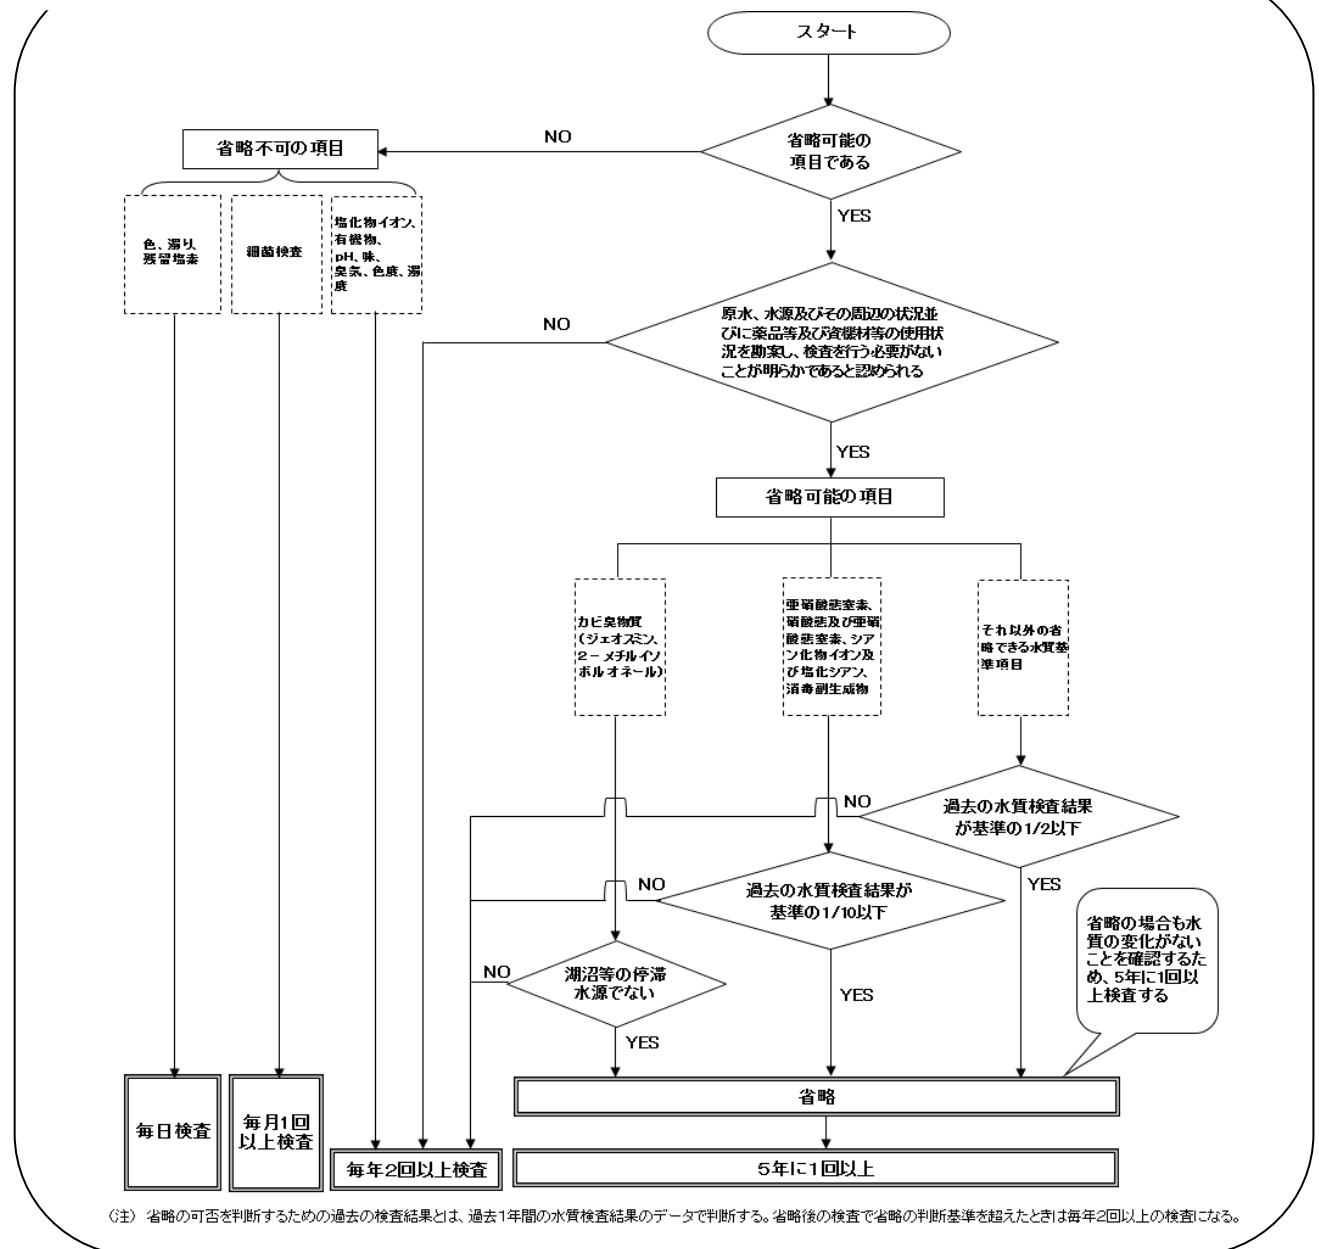 スタート
省略可能の
項目である
NO
省略不可の項目
YES
色、濁り、
残留塩素
細菌検査
塩化物イオン、
有機物、
pH、味、
臭気、色度、濁
度
原水、水源及びその周辺の状況並
びに薬品等及び資機材等の使用状
況を勘案し、検査を行う必要がない
ことが明らかであると認められる
NO
YES
省略可能の項目
カビ臭物質
(ジェオスミン、
2-メチルイソ
ボルオネール)
亜硝酸態窒素、
硝酸態及び亜硝
酸態窒素、シア
ン化物イオン及
び塩化シアン、
消毒副生成物
それ以外の省
略できる水質基
準項目
過去の水質検査結果
が基準の1/2以下
NO
YES
過去の水質検査結果が
基準の1/10以下
NO
YES
湖沼等の停滞
水源でない
NO
YES
省略の場合も水
質の変化がない
ことを確認するた
め、5年に1回以
上検査する
毎日検査
毎月1回
以上検査
毎年2回以上検査
省略
5年に1回以上
(注) 省略の可否を判断するための過去の検査結果とは、過去1年間の水質検査結果のデータで判断する。省略後の検査で省略の判断基準を超えたときは毎年2回以上の検査になる。